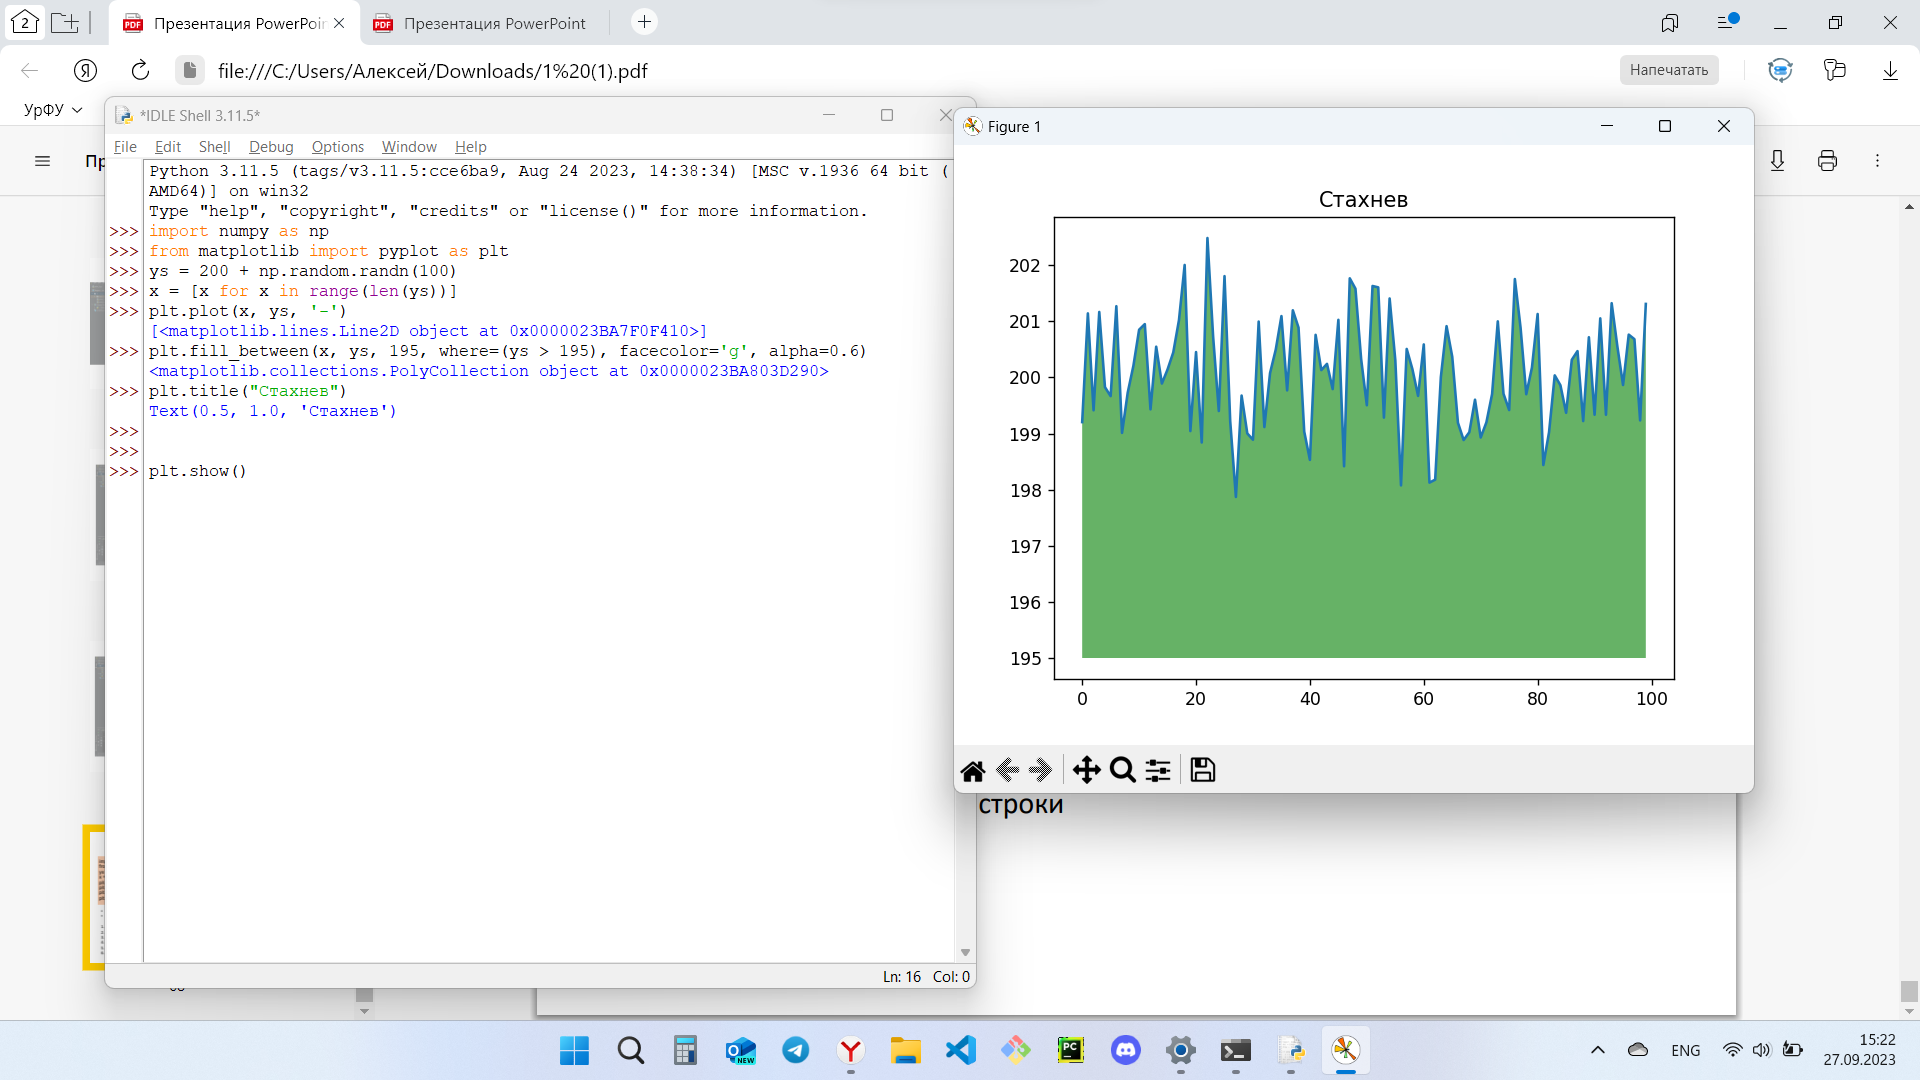 2
Презентация PowerPoi
Презентация PowerPoint
file:///C:/Users/Алексей/Downloads/1%20(1).pdf
Напечатать
УрФУ
Пр
*IDLE Shell 3.11.5*
File Edit Shell Debug Options Window Help
Python 3.11.5 (tags/v3.11.5:cce6ba9, Aug 24 2023, 14:38:34) [MSC v.1936 64 bit (
AMD64)] on win32
Type "help", "copyright", "credits" or "license()" for more information.
>>> import numpy as np
>>> from matplotlib import pyplot as plt
>>> ys = 200 + np.random.randn(100)
>>> x = [x for x in range(len(ys))]
>>> plt.plot(x, ys, '-')
[<matplotlib.lines.Line2D object at 0x0000023BA7F0F410>]
>>> plt.fill_between(x, ys, 195, where=(ys > 195), facecolor='g', alpha=0.6)
<matplotlib.collections.PolyCollection object at 0x0000023BA803D290>
>>> plt.title("Стахнев")
Text(0.5, 1.0, 'Стахнев')
>>>
>>>
>>> plt.show()
Ln: 16 Col: 0
Figure 1
Стахнев
202
201
200
199
198
197
196
195
0 20 40 60 80 100
строки
NEW
PC
ENG
15:22
27.09.2023